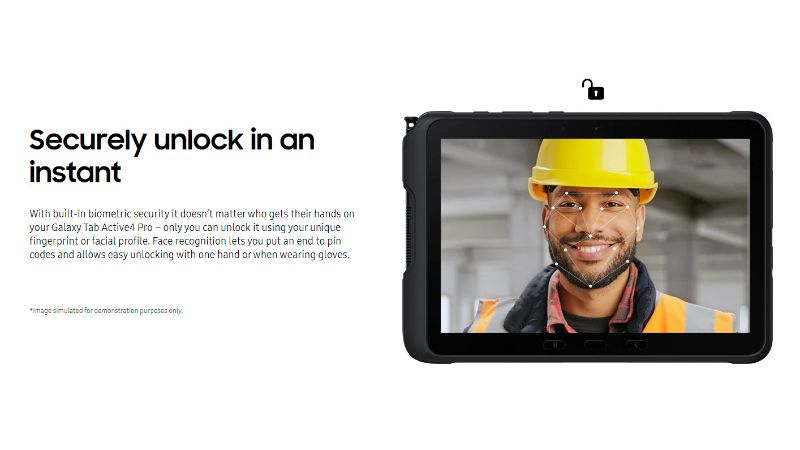 Securely unlock in an
instant
With built-in biometric security it doesn't matter who gets their hands on
your Galaxy Tab Active4 Pro – only you can unlock it using your unique
fingerprint or facial profile. Face recognition lets you put an end to pin
codes and allows easy unlocking with one hand or when wearing gloves.
*Image simulated for demonstration purposes only.